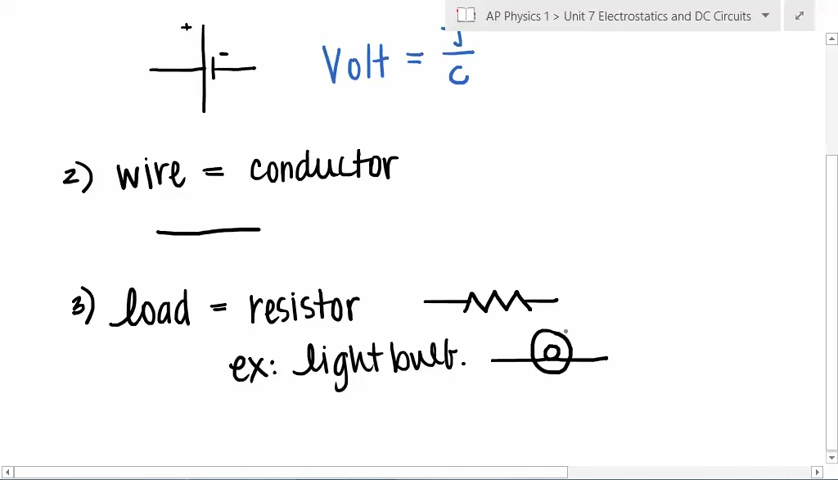 AP Physics 1 > Unit 7 Electrostatics and DC Circuits
+
-
Volt = J/C
2) wire = conductor
3) load = resistor
ex: lightbulb.